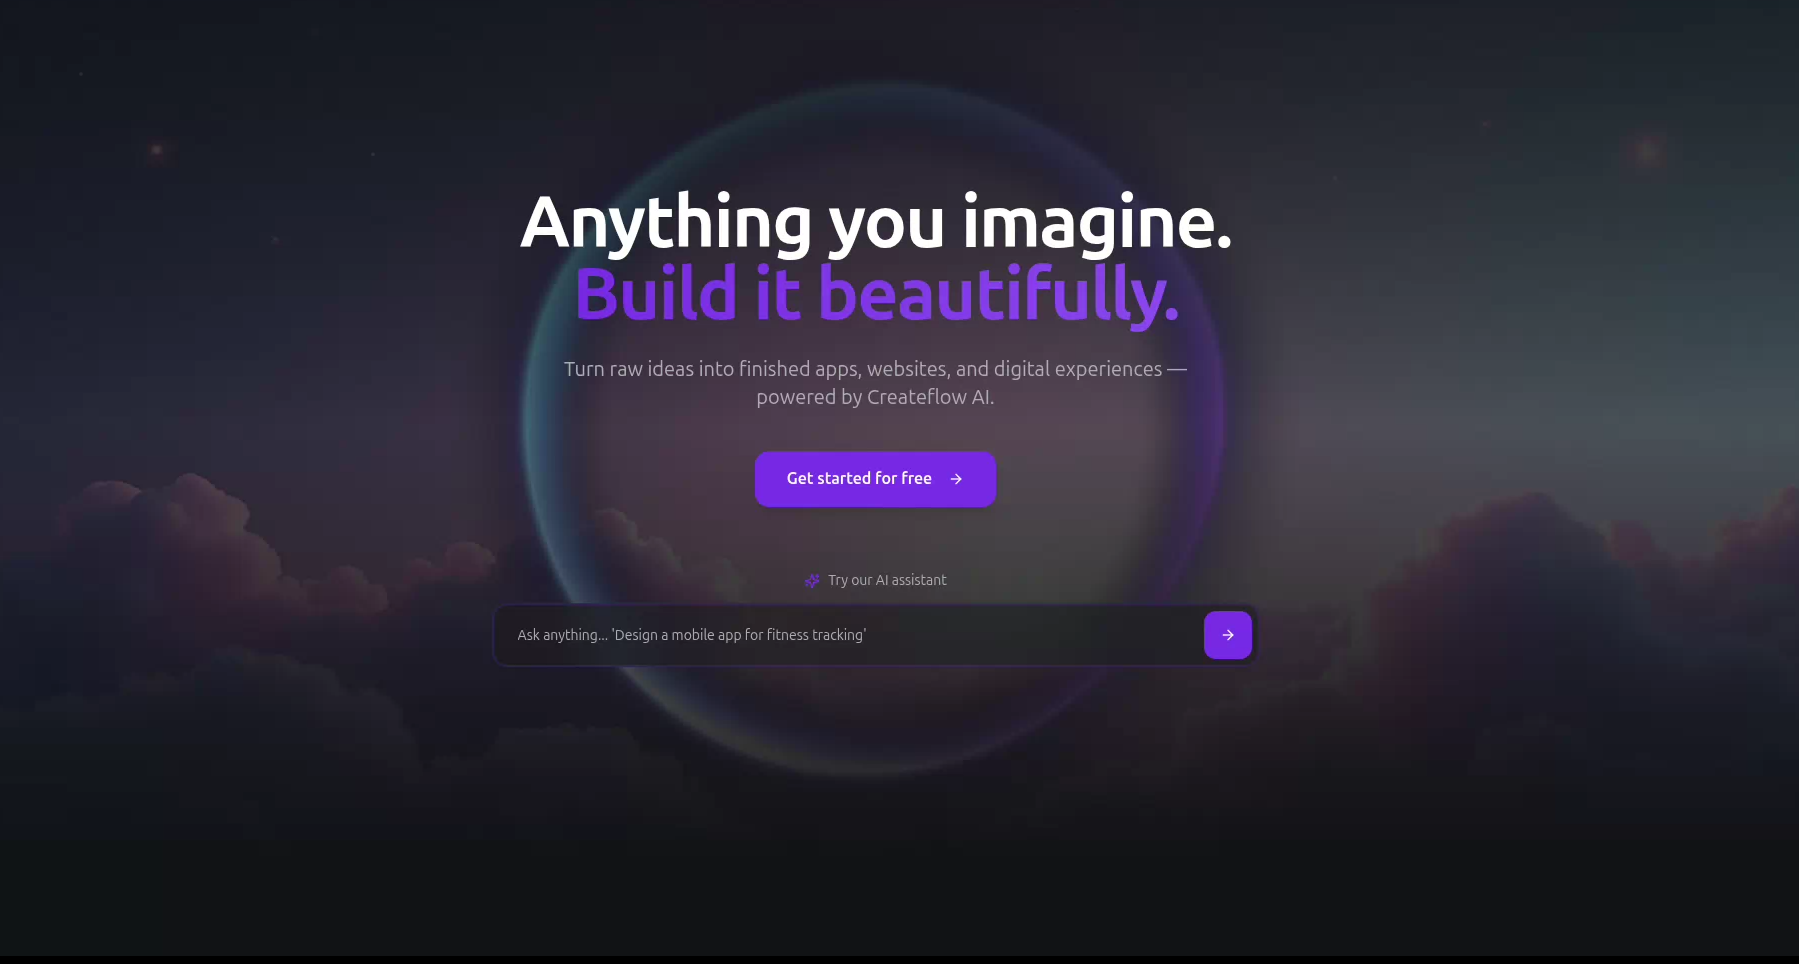 Anything you imagine.
Build it beautifully.
Turn raw ideas into finished apps, websites, and digital experiences —
powered by Createflow AI.
Get started for free
Try our AI assistant
Ask anything... 'Design a mobile app for fitness tracking'